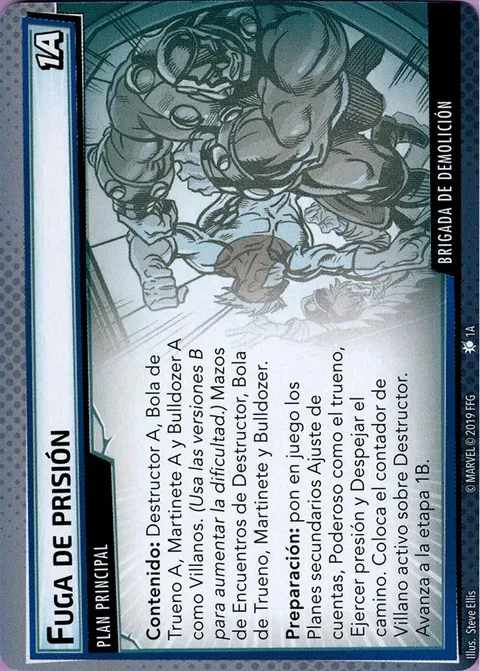 FUGA DE PRISIÓN
1A
PLAN PRINCIPAL
Contenido: Destructor A, Bola de
Trueno A, Martinete A y Bulldozer A
como Villanos. (Usa las versiones B
para aumentar la dificultad.) Mazos
de Encuentros de Destructor, Bola
de Trueno, Martinete y Bulldozer.
Preparación: pon en juego los
Planes secundarios Ajuste de
cuentas, Poderoso como el trueno,
Ejercer presión y Despejar el
camino. Coloca el contador de
Villano activo sobre Destructor.
Avanza a la etapa 1B.
BRIGADA DE DEMOLICIÓN
Illus. Steve Ellis
© MARVEL © 2019 FFG
1A